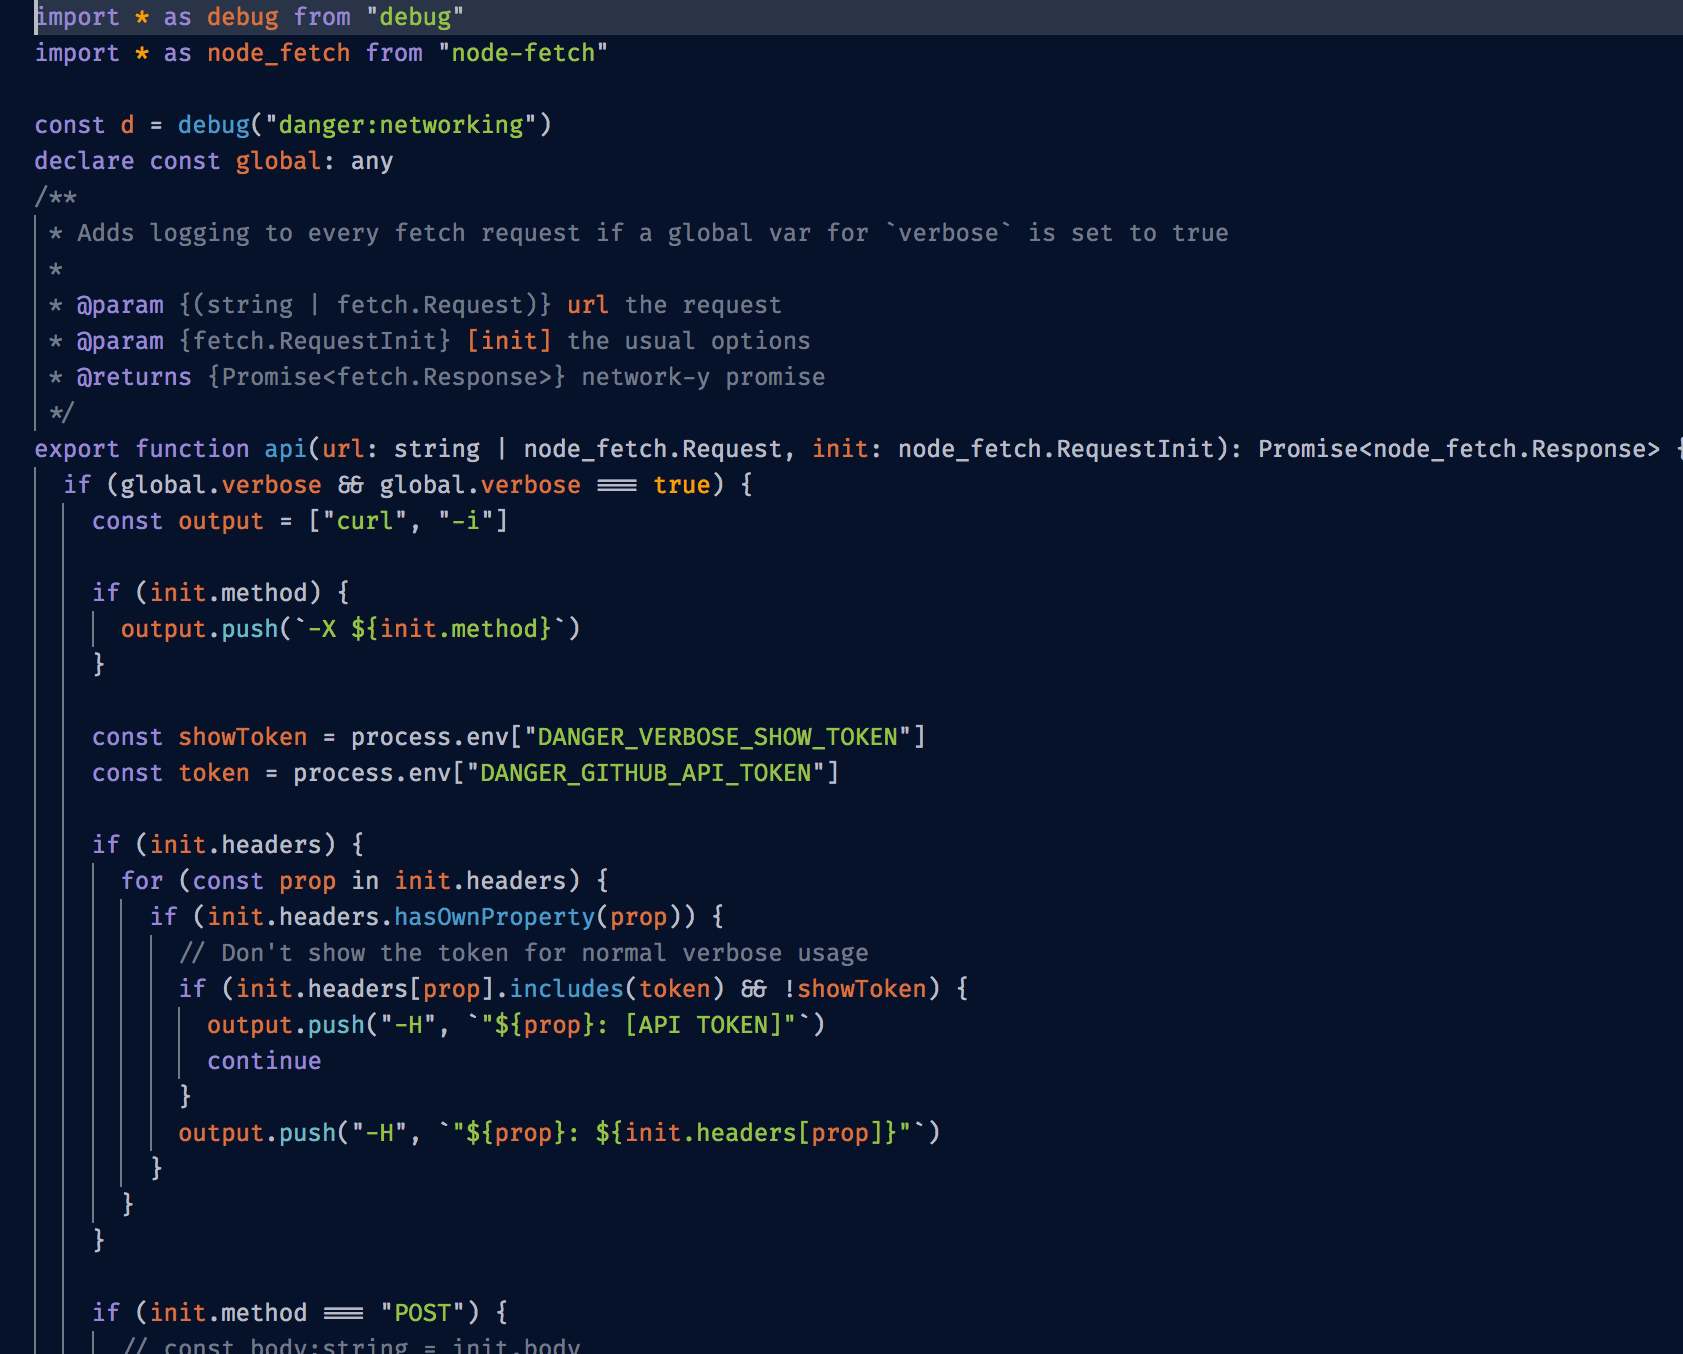 import * as debug from "debug"
import * as node_fetch from "node-fetch"

const d = debug("danger:networking")
declare const global: any
/**
 * Adds logging to every fetch request if a global var for `verbose` is set to true
 *
 * @param {(string | fetch.Request)} url the request
 * @param {fetch.RequestInit} [init] the usual options
 * @returns {Promise<fetch.Response>} network-y promise
 */
export function api(url: string | node_fetch.Request, init: node_fetch.RequestInit): Promise<node_fetch.Response> {
  if (global.verbose && global.verbose === true) {
    const output = ["curl", "-i"]

    if (init.method) {
      output.push(`-X ${init.method}`)
    }

    const showToken = process.env["DANGER_VERBOSE_SHOW_TOKEN"]
    const token = process.env["DANGER_GITHUB_API_TOKEN"]

    if (init.headers) {
      for (const prop in init.headers) {
        if (init.headers.hasOwnProperty(prop)) {
          // Don't show the token for normal verbose usage
          if (init.headers[prop].includes(token) && !showToken) {
            output.push("-H", `"${prop}: [API TOKEN]"`)
            continue
          }
          output.push("-H", `"${prop}: ${init.headers[prop]}"`)
        }
      }
    }

    if (init.method === "POST") {
      // const body:string = init.body